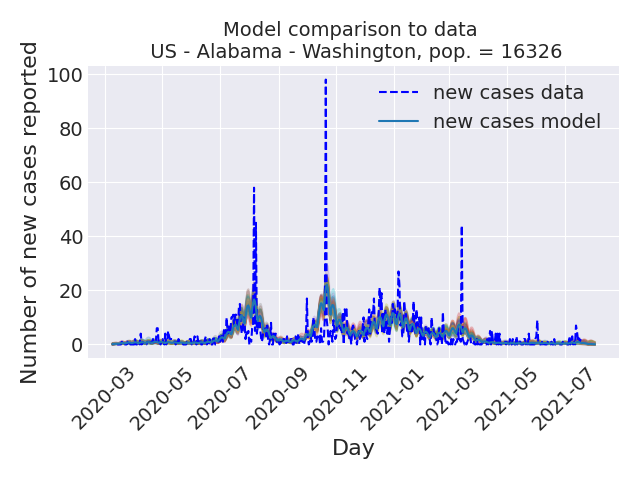 Model comparison to data
US - Alabama - Washington, pop. = 16326
Number of new cases reported
100
80
60
40
20
0
new cases data
new cases model
2020-03
2020-05
2020-07
2020-09
2020-11
2021-01
2021-03
2021-05
2021-07
Day